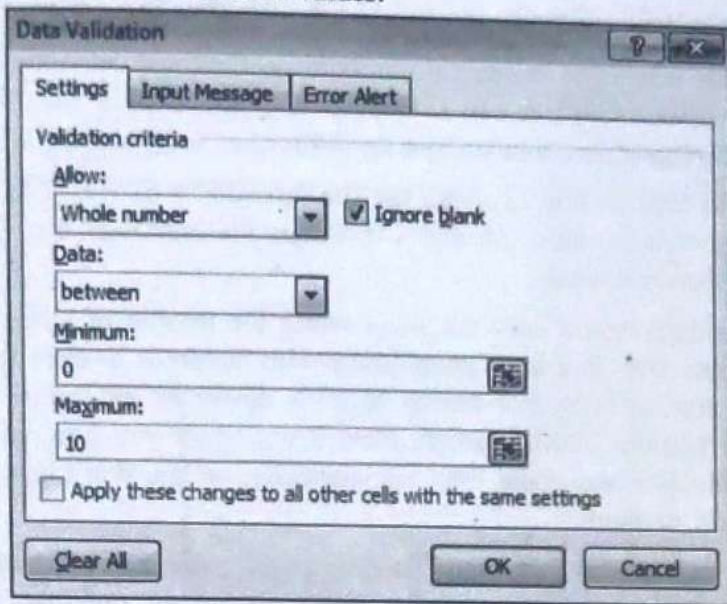 Data Validation
Settings Input Message Error Alert
Validation criteria
Allow:
Whole number Ignore blank
Data:
between
Minimum:
0
Maximum:
10
Apply these changes to all other cells with the same settings
Clear All OK Cancel